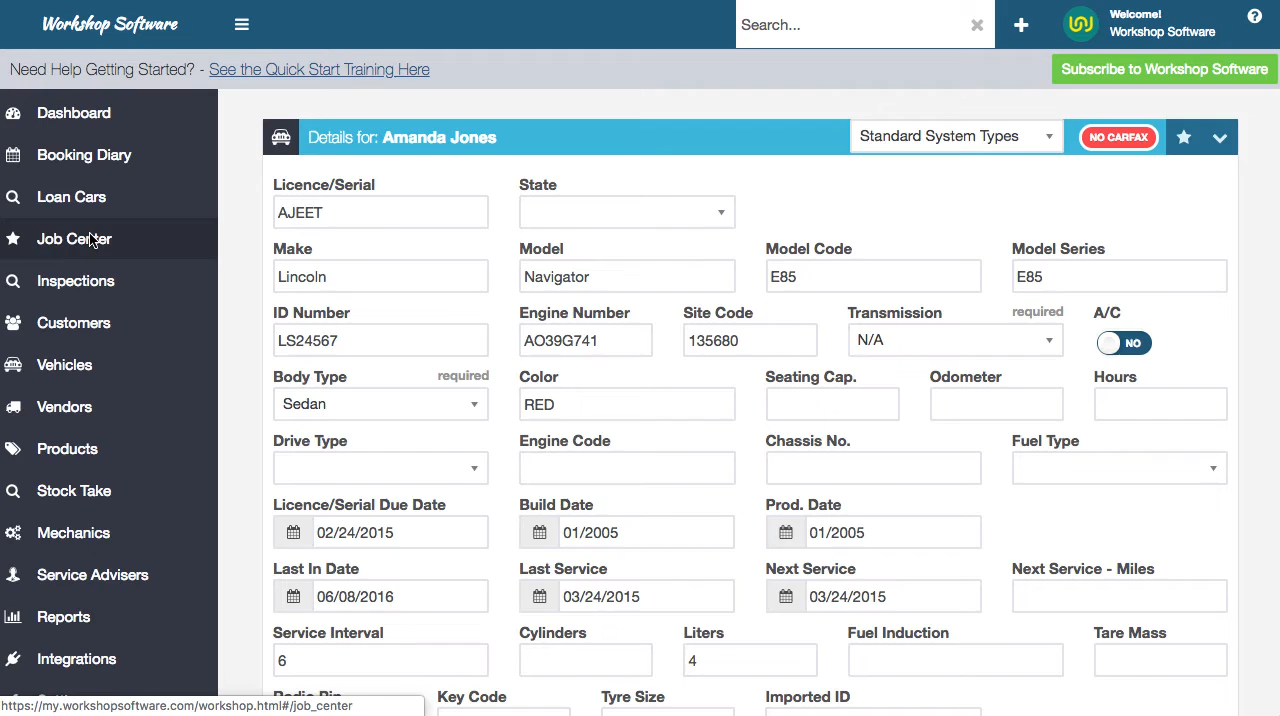 Workshop Software
Search...
Welcome!
Workshop Software
Need Help Getting Started? - See the Quick Start Training Here
Subscribe to Workshop Software
Dashboard
Booking Diary
Loan Cars
Job Center
Inspections
Customers
Vehicles
Vendors
Products
Stock Take
Mechanics
Service Advisers
Reports
Integrations
https://my.workshopsoftware.com/workshop.html#/job_center
Details for: Amanda Jones
Standard System Types
NO CARFAX
Licence/Serial State
AJEET
Make Model Model Code Model Series
Lincoln Navigator E85 E85
ID Number Engine Number Site Code Transmission required A/C
LS24567 AO39G741 135680 N/A NO
Body Type required Color Seating Cap. Odometer Hours
Sedan RED
Drive Type Engine Code Chassis No. Fuel Type
Licence/Serial Due Date Build Date Prod. Date
02/24/2015 01/2005 01/2005
Last In Date Last Service Next Service Next Service - Miles
06/08/2016 03/24/2015 03/24/2015
Service Interval Cylinders Liters Fuel Induction Tare Mass
6 4
Key Code Tyre Size Imported ID